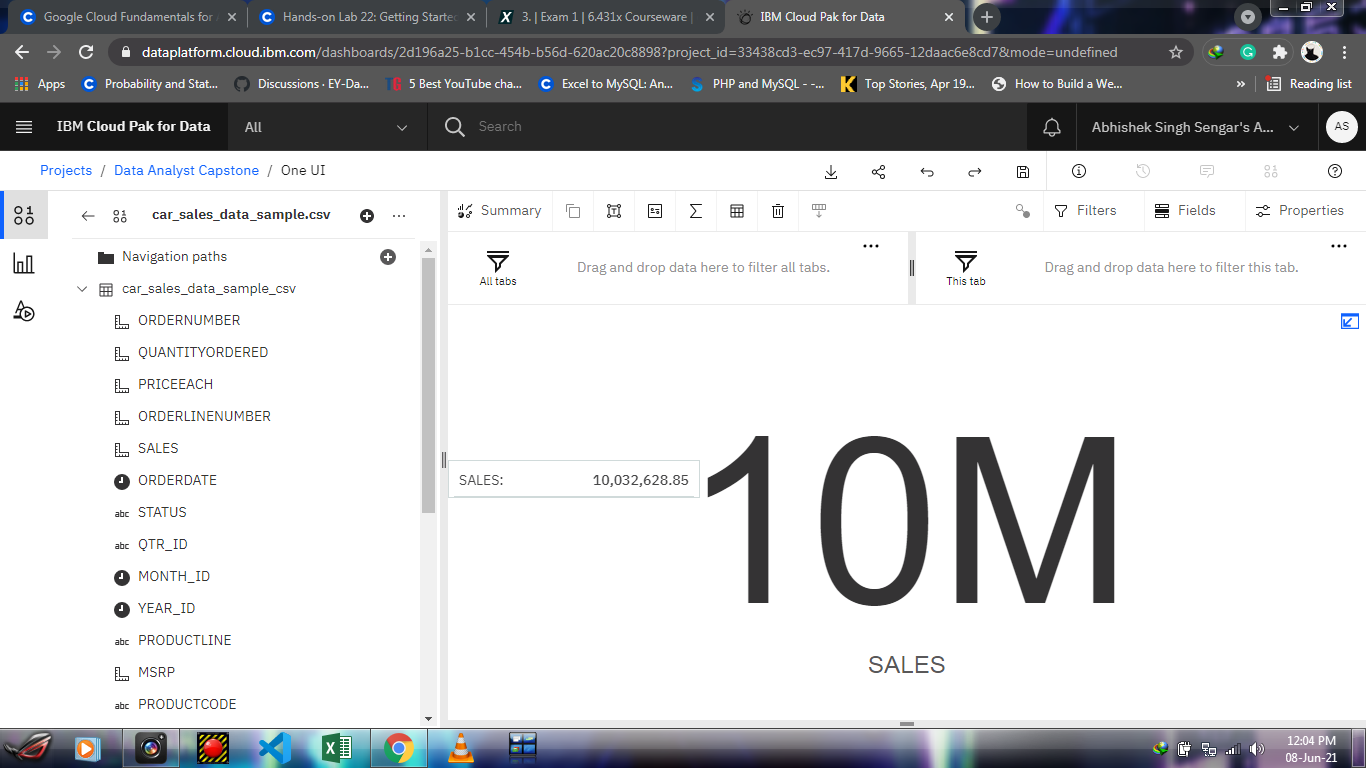 Google Cloud Fundamentals for
Hands-on Lab 22: Getting Started
3. | Exam 1 | 6.431x Courseware |
IBM Cloud Pak for Data
dataplatform.cloud.ibm.com/dashboards/2d196a25-b1cc-454b-b56d-620ac20c8898?project_id=33438cd3-ec97-417d-9665-12daac6e8cd7&mode=undefined
Apps
Probability and Stat...
Discussions · EY-Da...
5 Best YouTube cha...
Excel to MySQL: An...
PHP and MySQL - -...
Top Stories, Apr 19...
How to Build a We...
»
Reading list
IBM Cloud Pak for Data
All
Search
Abhishek Singh Sengar's A...
AS
Projects / Data Analyst Capstone / One UI
car_sales_data_sample.csv
Summary
Filters
Fields
Properties
Navigation paths
car_sales_data_sample_csv
ORDERNUMBER
QUANTITYORDERED
PRICEEACH
ORDERLINENUMBER
SALES
ORDERDATE
abc STATUS
abc QTR_ID
MONTH_ID
YEAR_ID
abc PRODUCTLINE
MSRP
abc PRODUCTCODE
All tabs
Drag and drop data here to filter all tabs.
This tab
Drag and drop data here to filter this tab.
SALES: 10,032,628.85
10M
SALES
12:04 PM
08-Jun-21